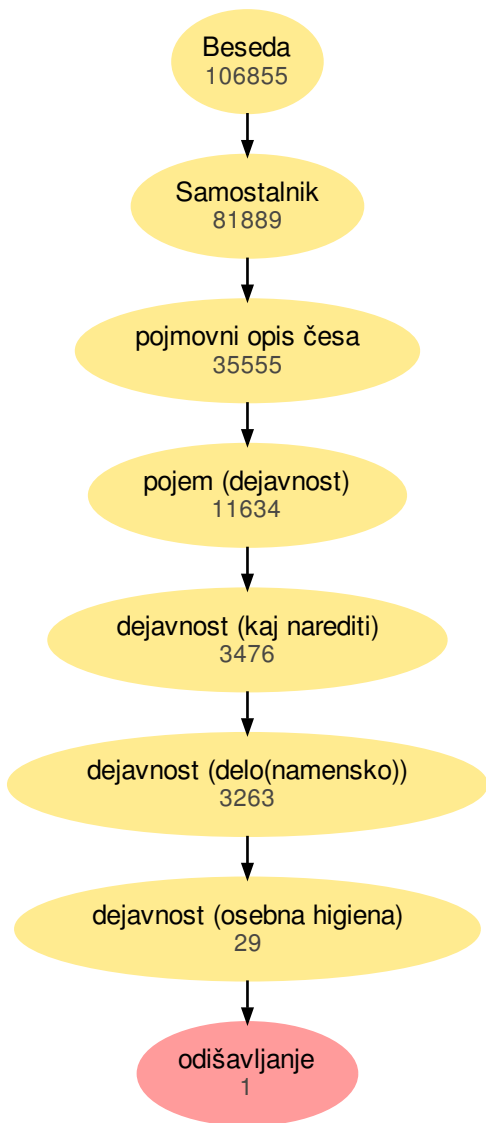 Beseda
106855
Samostalnik
81889
pojmovni opis česa
35555
pojem (dejavnost)
11634
dejavnost (kaj narediti)
3476
dejavnost (delo(namensko))
3263
dejavnost (osebna higiena)
29
odišavljanje
1